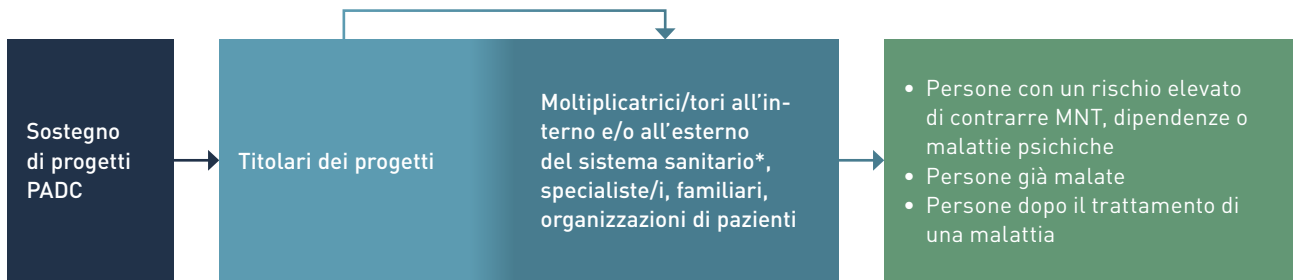 Sostegno
di progetti
PADC
Titolari dei progetti
Moltiplicatrici/tori all’in-
terno e/o all’esterno
del sistema sanitario*,
specialiste/i, familiari,
organizzazioni di pazienti
• Persone con un rischio elevato
di contrarre MNT, dipendenze o
malattie psichiche
• Persone già malate
• Persone dopo il trattamento di
una malattia